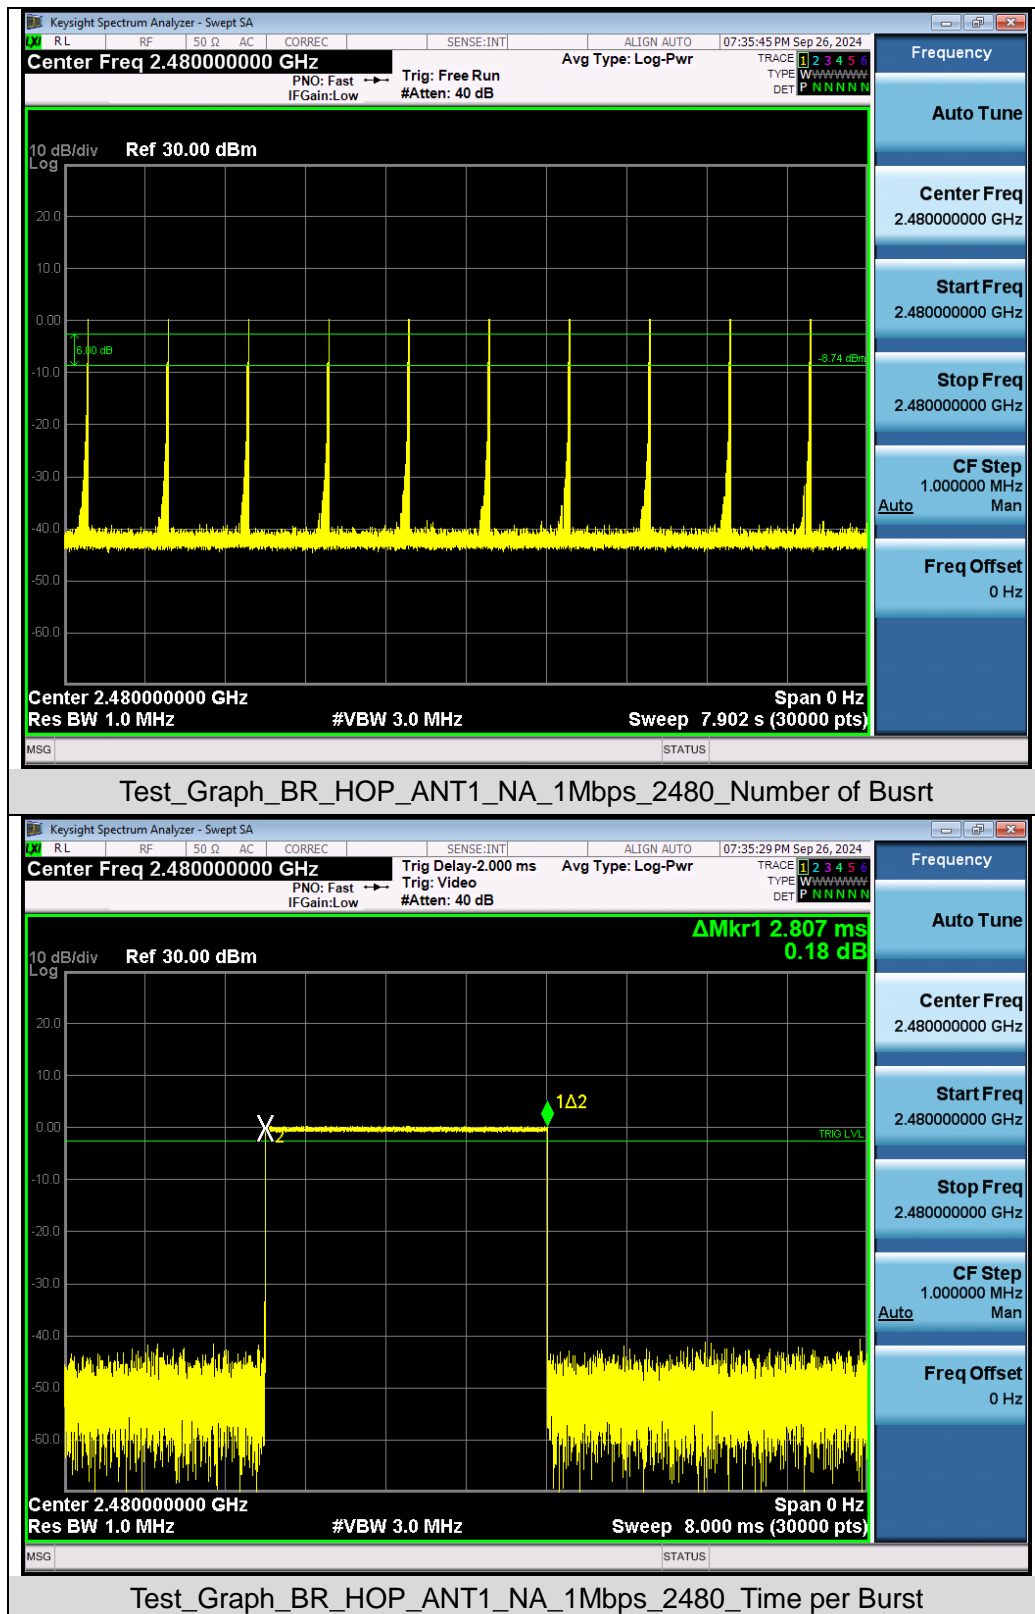 Keysight Spectrum Analyzer - Swept SA
LXI RL RF 50 Ω AC CORREC SENSE:INT ALIGN AUTO 07:35:45 PM Sep 26, 2024
Center Freq 2.480000000 GHz
PNO: Fast
IFGain:Low
Trig: Free Run
#Atten: 40 dB
Avg Type: Log-Pwr
TRACE 1 2 3 4 5 6
TYPE WWWWWW
DET P N N N N N
Frequency
Auto Tune
Center Freq
2.480000000 GHz
Start Freq
2.480000000 GHz
Stop Freq
2.480000000 GHz
CF Step
1.000000 MHz
Auto Man
Freq Offset
0 Hz
10 dB/div Ref 30.00 dBm
Log
20.0
10.0
0.00
6.00 dB
-8.74 dBm
-10.0
-20.0
-30.0
-40.0
-50.0
-60.0
Center 2.480000000 GHz Span 0 Hz
Res BW 1.0 MHz #VBW 3.0 MHz Sweep 7.902 s (30000 pts)
MSG STATUS
Test_Graph_BR_HOP_ANT1_NA_1Mbps_2480_Number of Busrt
Keysight Spectrum Analyzer - Swept SA
LXI RL RF 50 Ω AC CORREC SENSE:INT ALIGN AUTO 07:35:29 PM Sep 26, 2024
Center Freq 2.480000000 GHz
PNO: Fast
IFGain:Low
Trig Delay-2.000 ms
Trig: Video
#Atten: 40 dB
Avg Type: Log-Pwr
TRACE 1 2 3 4 5 6
TYPE WWWWWW
DET P N N N N N
Frequency
Auto Tune
Center Freq
2.480000000 GHz
Start Freq
2.480000000 GHz
Stop Freq
2.480000000 GHz
CF Step
1.000000 MHz
Auto Man
Freq Offset
0 Hz
ΔMkr1 2.807 ms
0.18 dB
10 dB/div Ref 30.00 dBm
Log
20.0
10.0
1Δ2
0.00
2
TRIG LVL
-10.0
-20.0
-30.0
-40.0
-50.0
-60.0
Center 2.480000000 GHz Span 0 Hz
Res BW 1.0 MHz #VBW 3.0 MHz Sweep 8.000 ms (30000 pts)
MSG STATUS
Test_Graph_BR_HOP_ANT1_NA_1Mbps_2480_Time per Burst